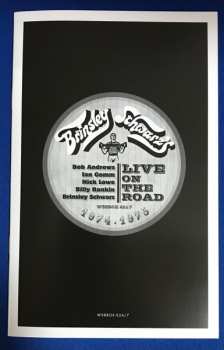 Brinsley Schwarz
Bob Andrews
Ian Gomm
Nick Lowe
Billy Rankin
Brinsley Schwarz
LIVE
ON
THE
ROAD
1974-1975